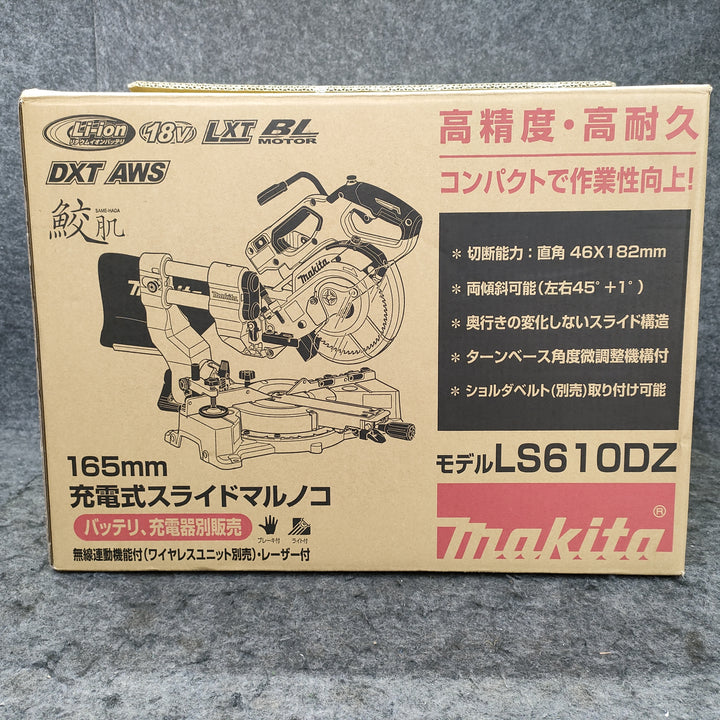 Li-ion
リチウムイオンバッテリ
18V
LXT
BL
MOTOR
DXT AWS
SAME-HADA
鮫肌
makita
Makita
165mm
充電式スライドマルノコ
バッテリ、充電器別販売
ブレーキ付
ライト付
無線連動機能付(ワイヤレスユニット別売)・レーザー付
高精度・高耐久
コンパクトで作業性向上!
* 切断能力：直角 46X182mm
* 両傾斜可能(左右45°+1°)
* 奥行きの変化しないスライド構造
* ターンベース角度微調整機構付
* ショルダベルト(別売)取り付け可能
モデルLS610DZ
makita®